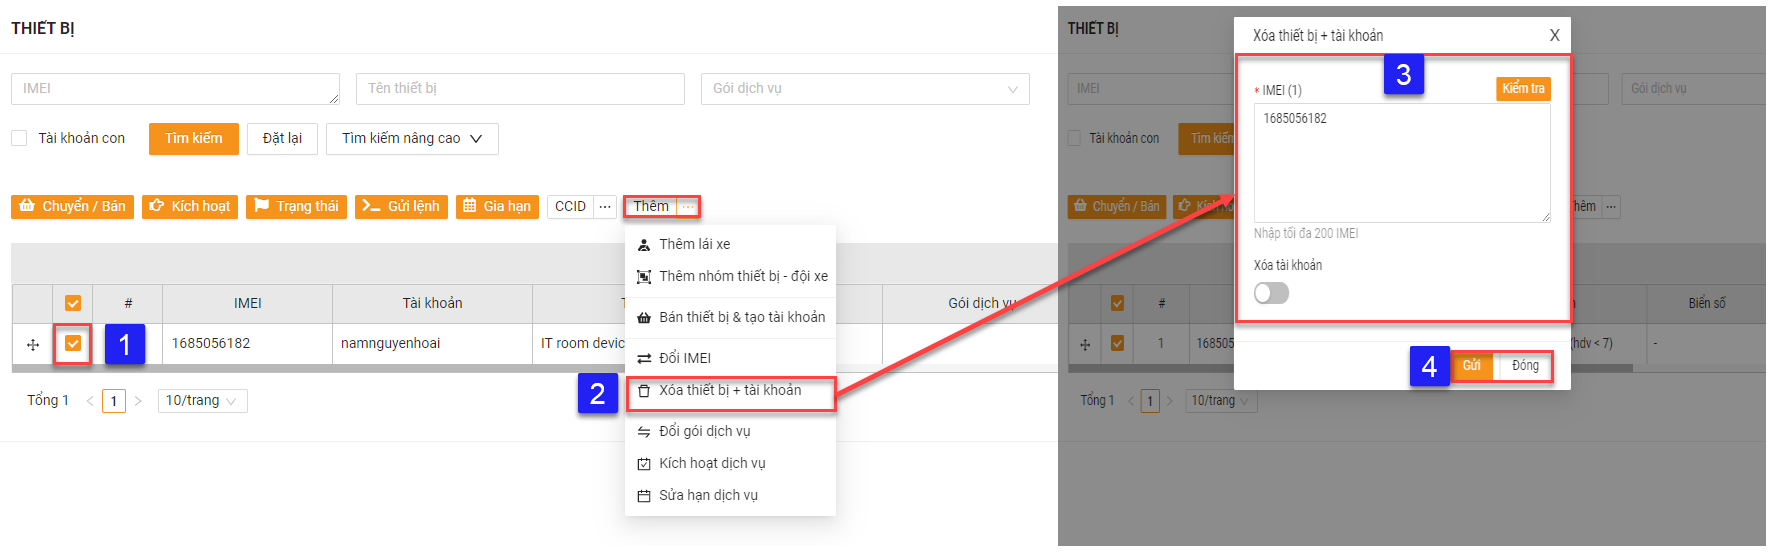 THIẾT BỊ
IMEI
Tên thiết bị
Gói dịch vụ
Tài khoản con
Tìm kiếm
Đặt lại
Tìm kiếm nâng cao
Chuyển / Bán
Kích hoạt
Trạng thái
Gửi lệnh
Gia hạn
CCID
Thêm
Thêm lái xe
Thêm nhóm thiết bị - đội xe
Bán thiết bị & tạo tài khoản
Đổi IMEI
2
Xóa thiết bị + tài khoản
Đổi gói dịch vụ
Kích hoạt dịch vụ
Sửa hạn dịch vụ
# IMEI Tài khoản T Gói dịch vụ
1
1685056182 namnguyenhoai IT room devic
Tổng 1 1 10/trang
THIẾT BỊ
IMEI
Gói dịch vụ
Tài khoản con
Tìm kiếm
Chuyển / Bán
Kích
hêm
# Biển số
1 16850 (hdv < 7) -
Tổng 1 1 10/trang
Xóa thiết bị + tài khoản X
3
* IMEI (1) Kiểm tra
1685056182
Nhập tối đa 200 IMEI
Xóa tài khoản
4
Gửi Đóng